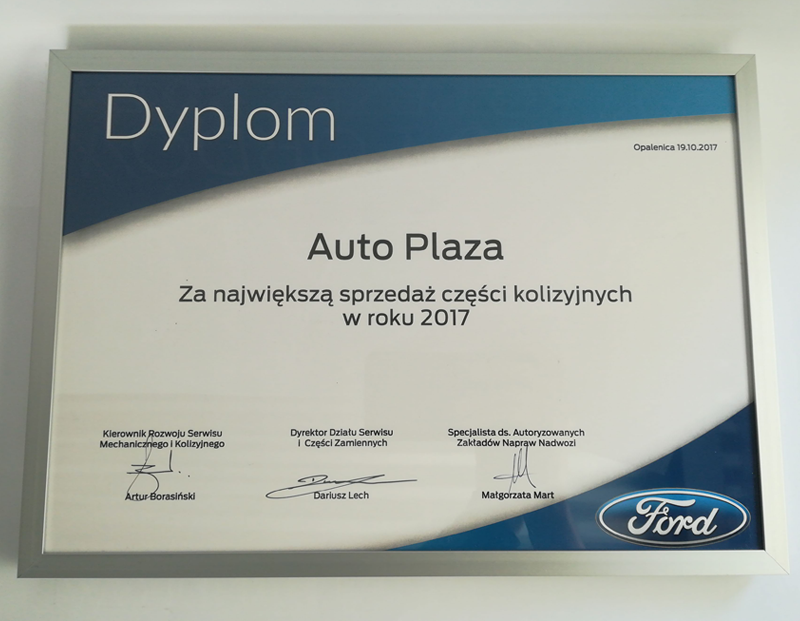 Dyplom
Opalenica 19.10.2017
Auto Plaza
Za największą sprzedaż części kolizyjnych
w roku 2017
Kierownik Rozwoju Serwisu
Mechanicznego i Kolizyjnego
Artur Borasiński
Dyrektor Działu Serwisu
i Części Zamiennych
Dariusz Lech
Specjalista ds. Autoryzowanych
Zakładów Napraw Nadwozi
Małgorzata Mart
Ford